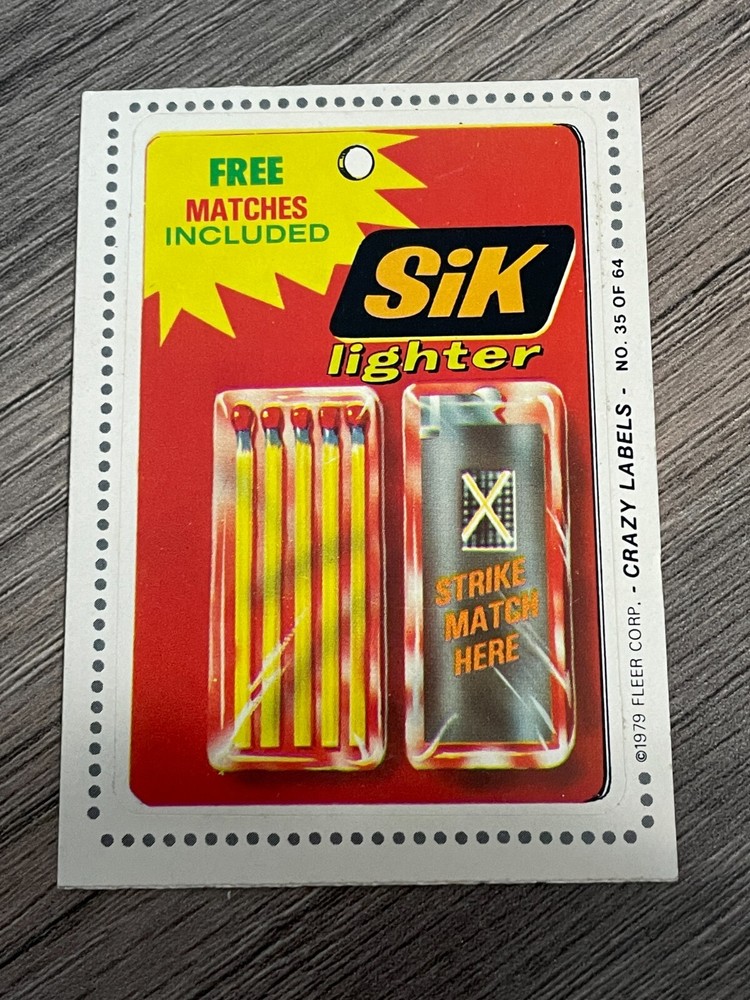 FREE
MATCHES
INCLUDED
SiK
lighter
X
STRIKE
MATCH
HERE
©1979 FLEER CORP. - CRAZY LABELS - NO. 35 OF 64